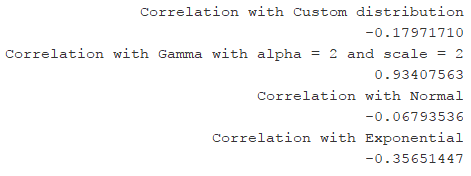 Correlation with Custom distribution
-0.17971710
Correlation with Gamma with alpha = 2 and scale = 2
0.93407563
Correlation with Normal
-0.06793536
Correlation with Exponential
-0.35651447